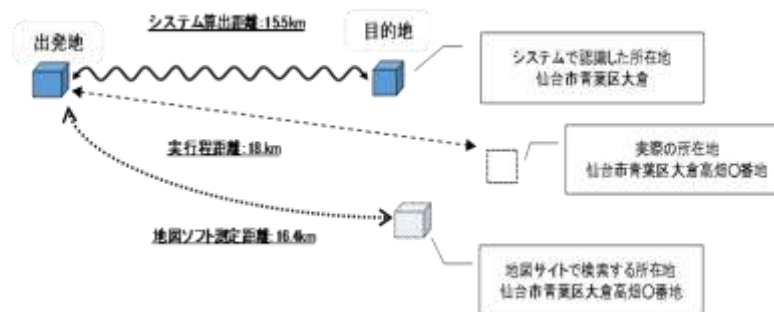 システム算出距離:15.5km
出発地
目的地
システムで認識した所在地
仙台市青葉区大倉
実行程距離:18.km
実際の所在地
仙台市青葉区大倉高畑〇番地
地図ソフト測定距離:16.4km
地図サイトで検索する所在地
仙台市青葉区大倉高畑〇番地